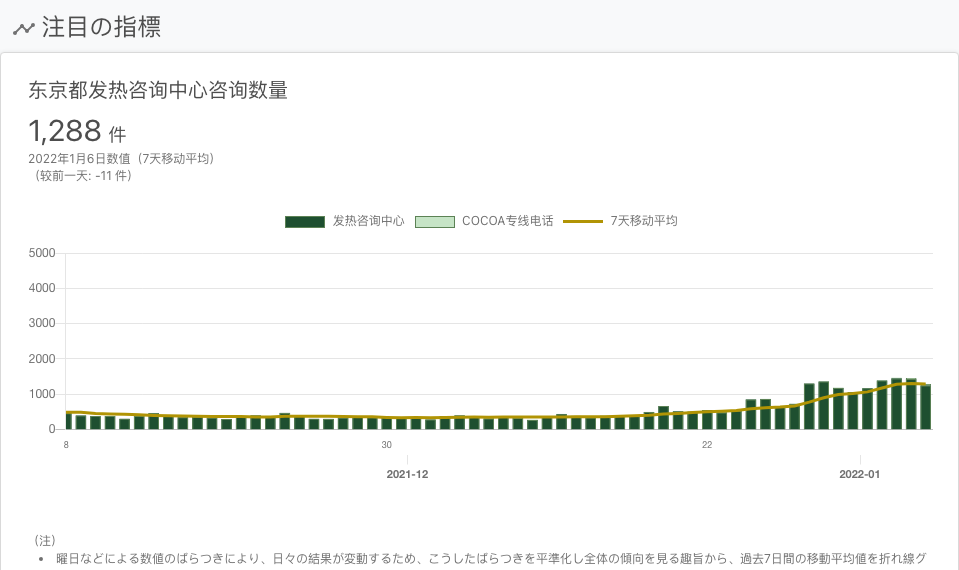 注目の指標
东京都发热咨询中心咨询数量
1,288 件
2022年1月6日数值（7天移动平均）
（较前一天: -11 件）
发热咨询中心 COCOA专线电话 7天移动平均
5000
4000
3000
2000
1000
0
8 30 22
2021-12 2022-01
（注）
• 曜日などによる数値のばらつきにより、日々の結果が変動するため、こうしたばらつきを平準化し全体の傾向を見る趣旨から、過去7日間の移動平均値を折れ線グ